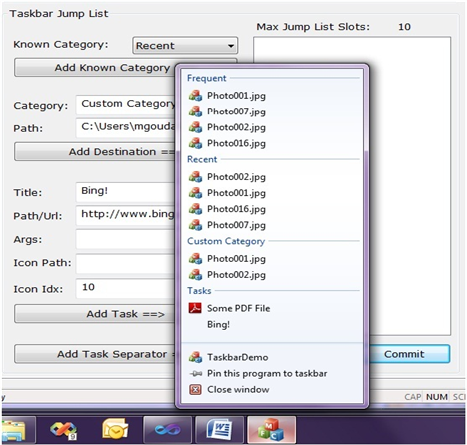 Taskbar Jump List
Max Jump List Slots: 10
Known Category: Recent
Add Known Category
Category: Custom Category
Path: C:\Users\mgouda
Add Destination ==
Title: Bing!
Path/Url: http://www.bing
Args:
Icon Path:
Icon Idx: 10
Add Task ==>
Add Task Separator =
Frequent
Photo001.jpg
Photo007.jpg
Photo002.jpg
Photo016.jpg
Recent
Photo002.jpg
Photo001.jpg
Photo016.jpg
Photo007.jpg
Custom Category
Photo001.jpg
Photo002.jpg
Tasks
Some PDF File
Bing!
TaskbarDemo
Pin this program to taskbar
Close window
Commit
CAP NUM
9
W
M F C